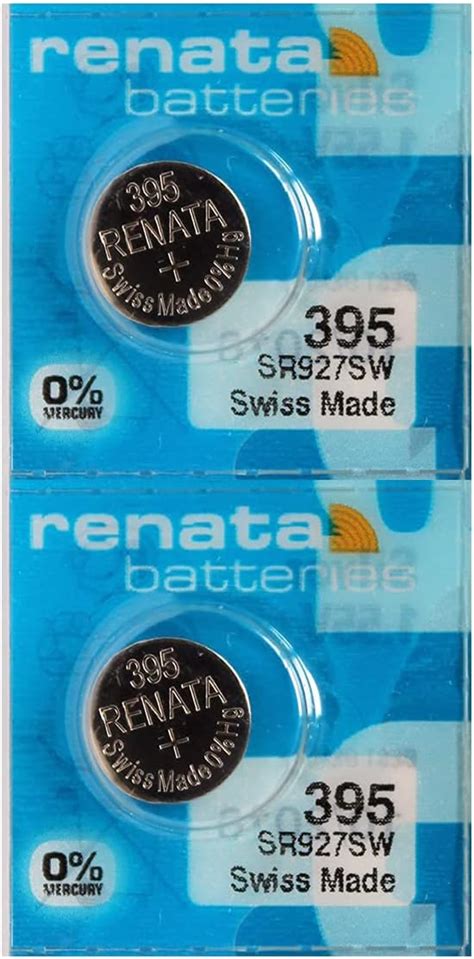 renata
batteries
395
RENATA
+
Swiss Made 0% Hg
395
SR927SW
Swiss Made
0%
MERCURY
renata
batteries
395
RENATA
+
Swiss Made 0% Hg
395
SR927SW
Swiss Made
0%
MERCURY